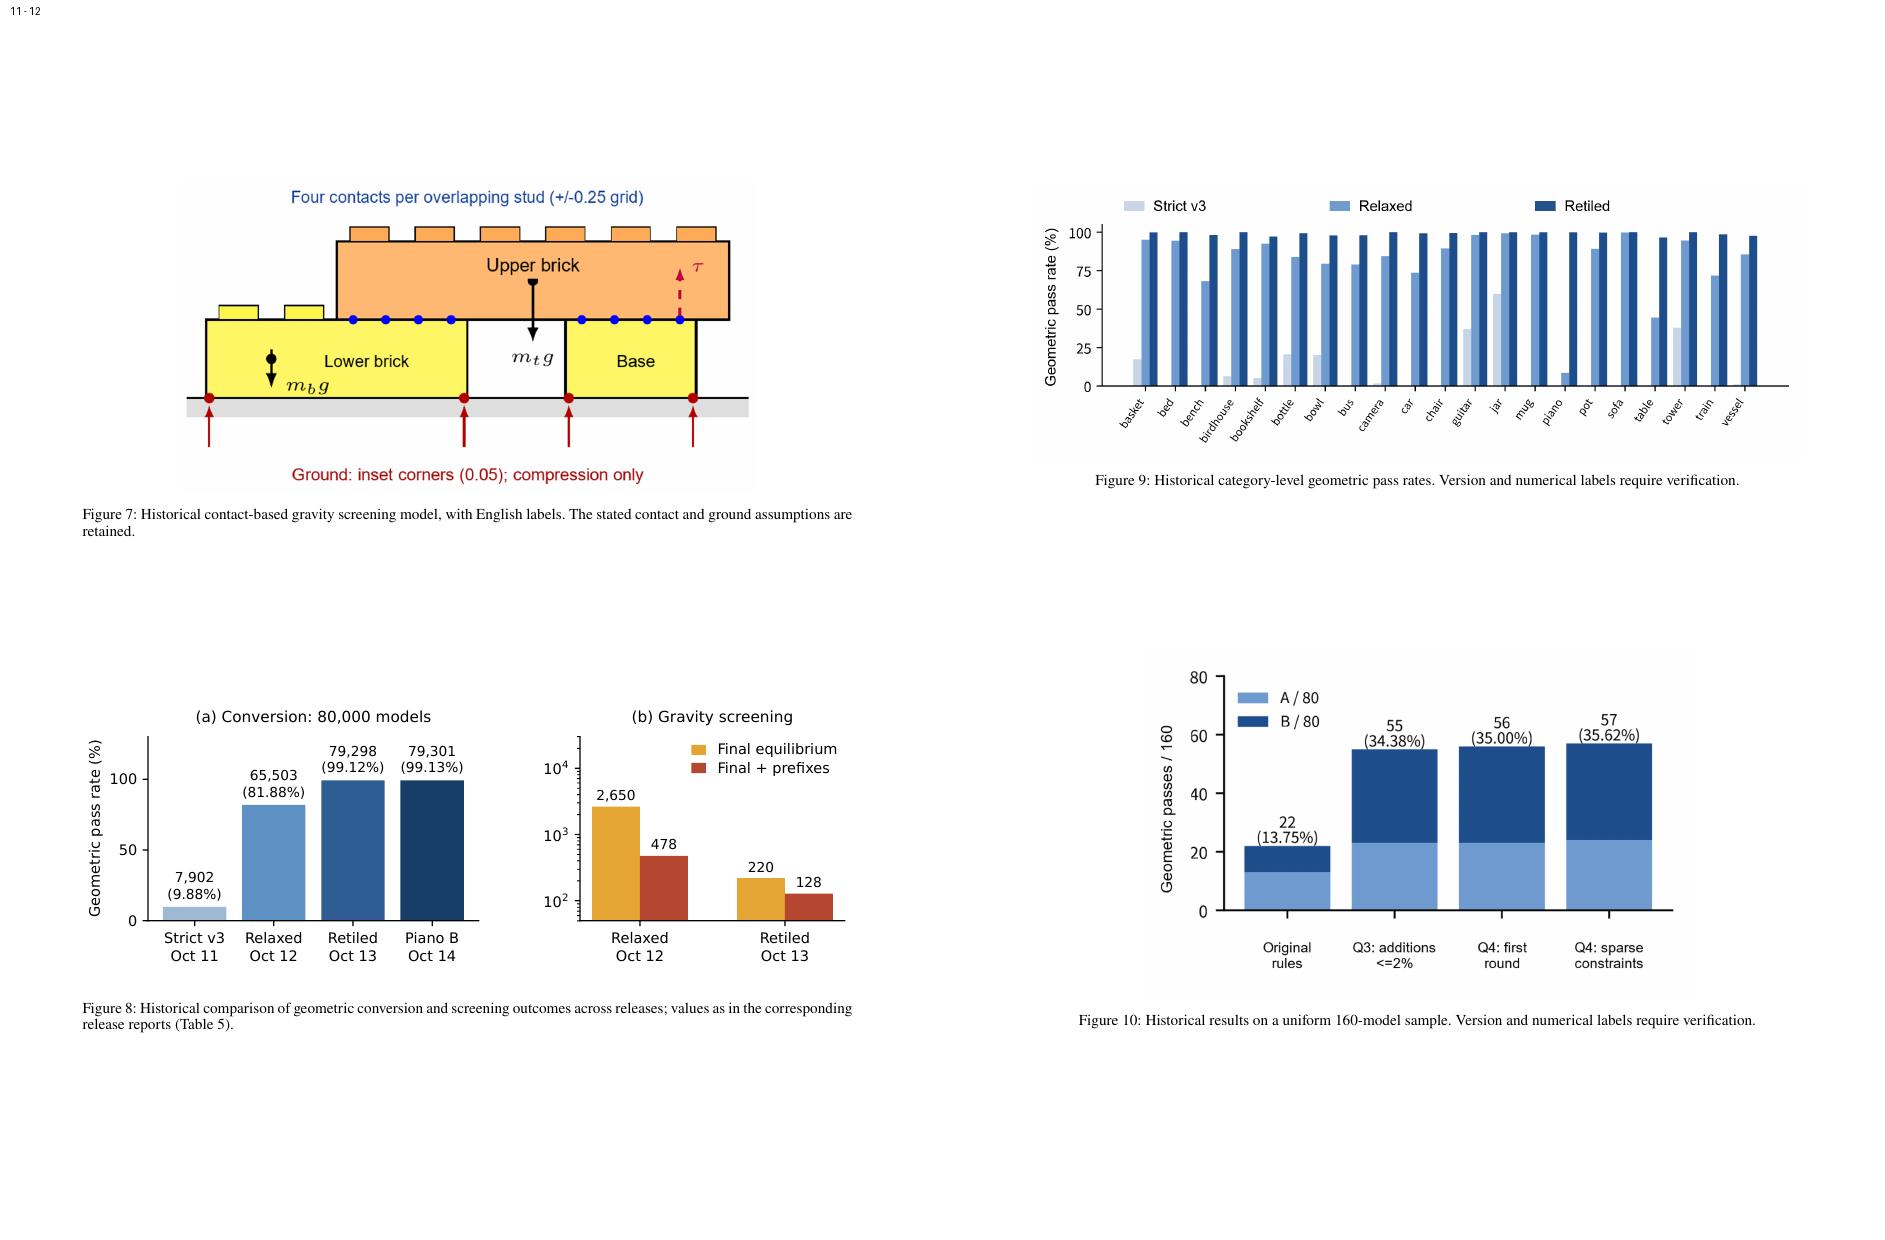 11 - 12
Four contacts per overlapping stud (+/-0.25 grid)
Upper brick
τ
Lower brick
m_t g
Base
m_b g
Ground: inset corners (0.05); compression only
Figure 7: Historical contact-based gravity screening model, with English labels. The stated contact and ground assumptions are
retained.
(a) Conversion: 80,000 models
Geometric pass rate (%)
100
50
0
7,902
(9.88%)
65,503
(81.88%)
79,298
(99.12%)
79,301
(99.13%)
Strict v3
Oct 11
Relaxed
Oct 12
Retiled
Oct 13
Piano B
Oct 14
(b) Gravity screening
Final equilibrium
Final + prefixes
10^4
10^3
10^2
2,650
478
220
128
Relaxed
Oct 12
Retiled
Oct 13
Figure 8: Historical comparison of geometric conversion and screening outcomes across releases; values as in the corresponding
release reports (Table 5).
Strict v3 Relaxed Retiled
Geometric pass rate (%)
100
75
50
25
0
basket
bed
bench
birdhouse
bookshelf
bottle
bowl
bus
camera
car
chair
guitar
jar
mug
piano
pot
sofa
table
tower
train
vessel
Figure 9: Historical category-level geometric pass rates. Version and numerical labels require verification.
Geometric passes / 160
80
60
40
20
0
A / 80
B / 80
22
(13.75%)
55
(34.38%)
56
(35.00%)
57
(35.62%)
Original
rules
Q3: additions
<=2%
Q4: first
round
Q4: sparse
constraints
Figure 10: Historical results on a uniform 160-model sample. Version and numerical labels require verification.